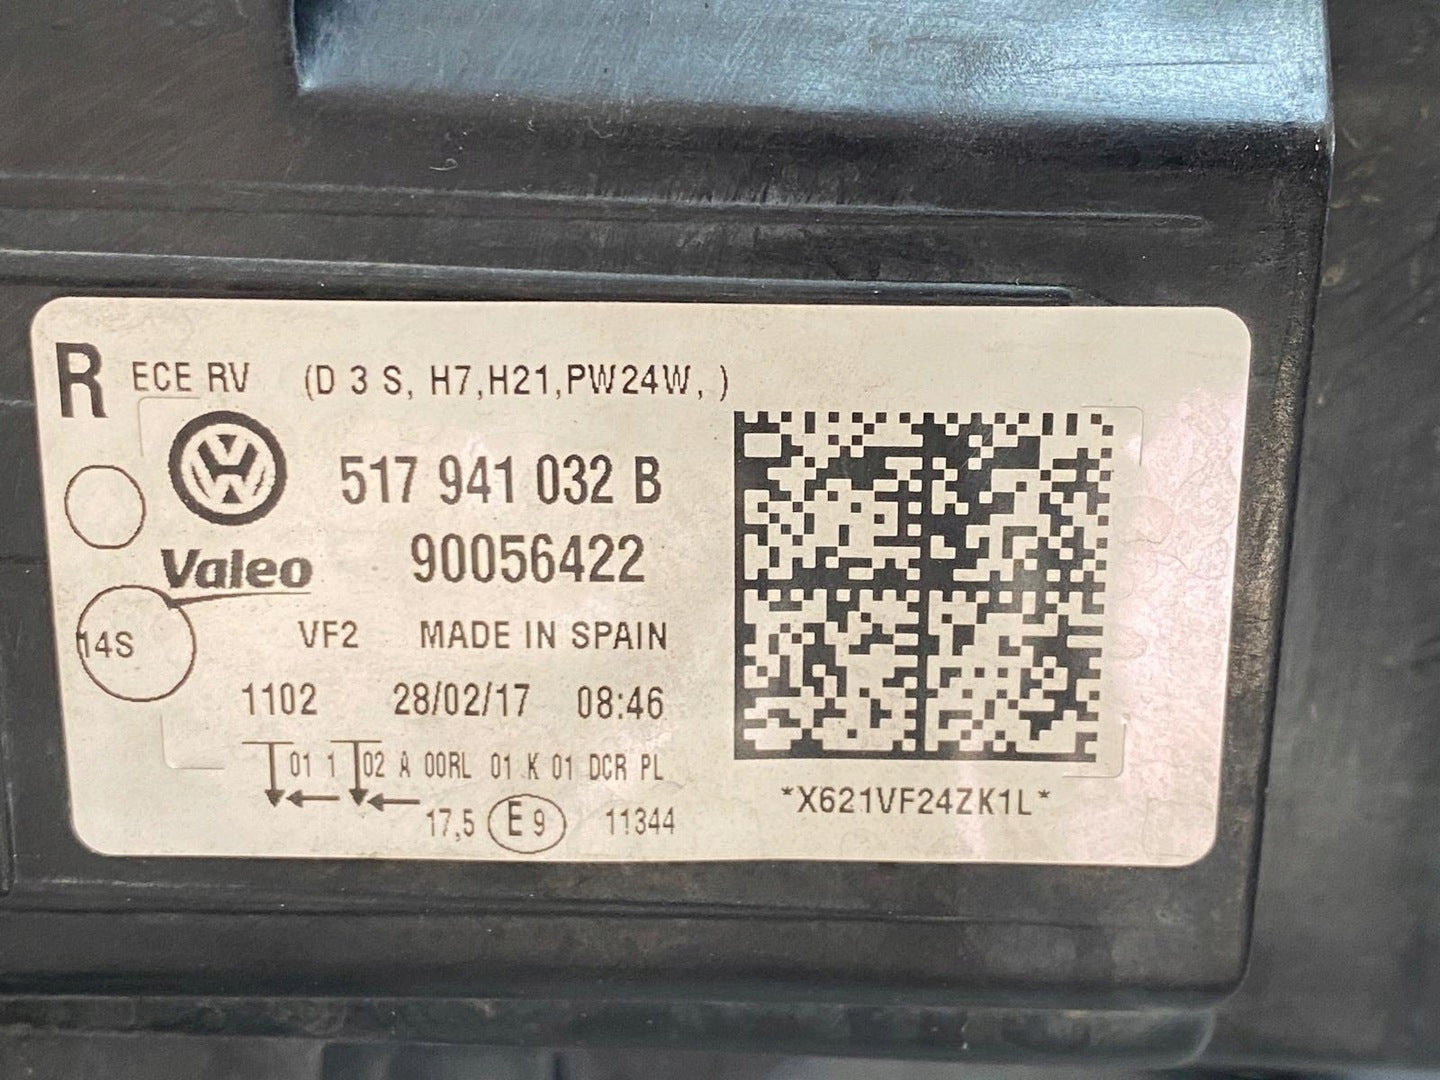 R ECE RV (D 3 S, H7,H21,PW24W, )
517 941 032 B
Valeo 90056422
14S VF2 MADE IN SPAIN
1102 28/02/17 08:46
01 1 02 A 00RL 01 K 01 DCR PL
17,5 E 9 11344
*X621VF24ZK1L*